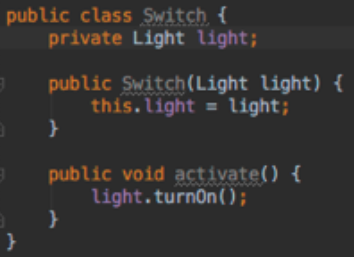 public class Switch {
    private Light light;

    public Switch(Light light) {
        this.light = light;
    }

    public void activate() {
        light.turnOn();
    }
}